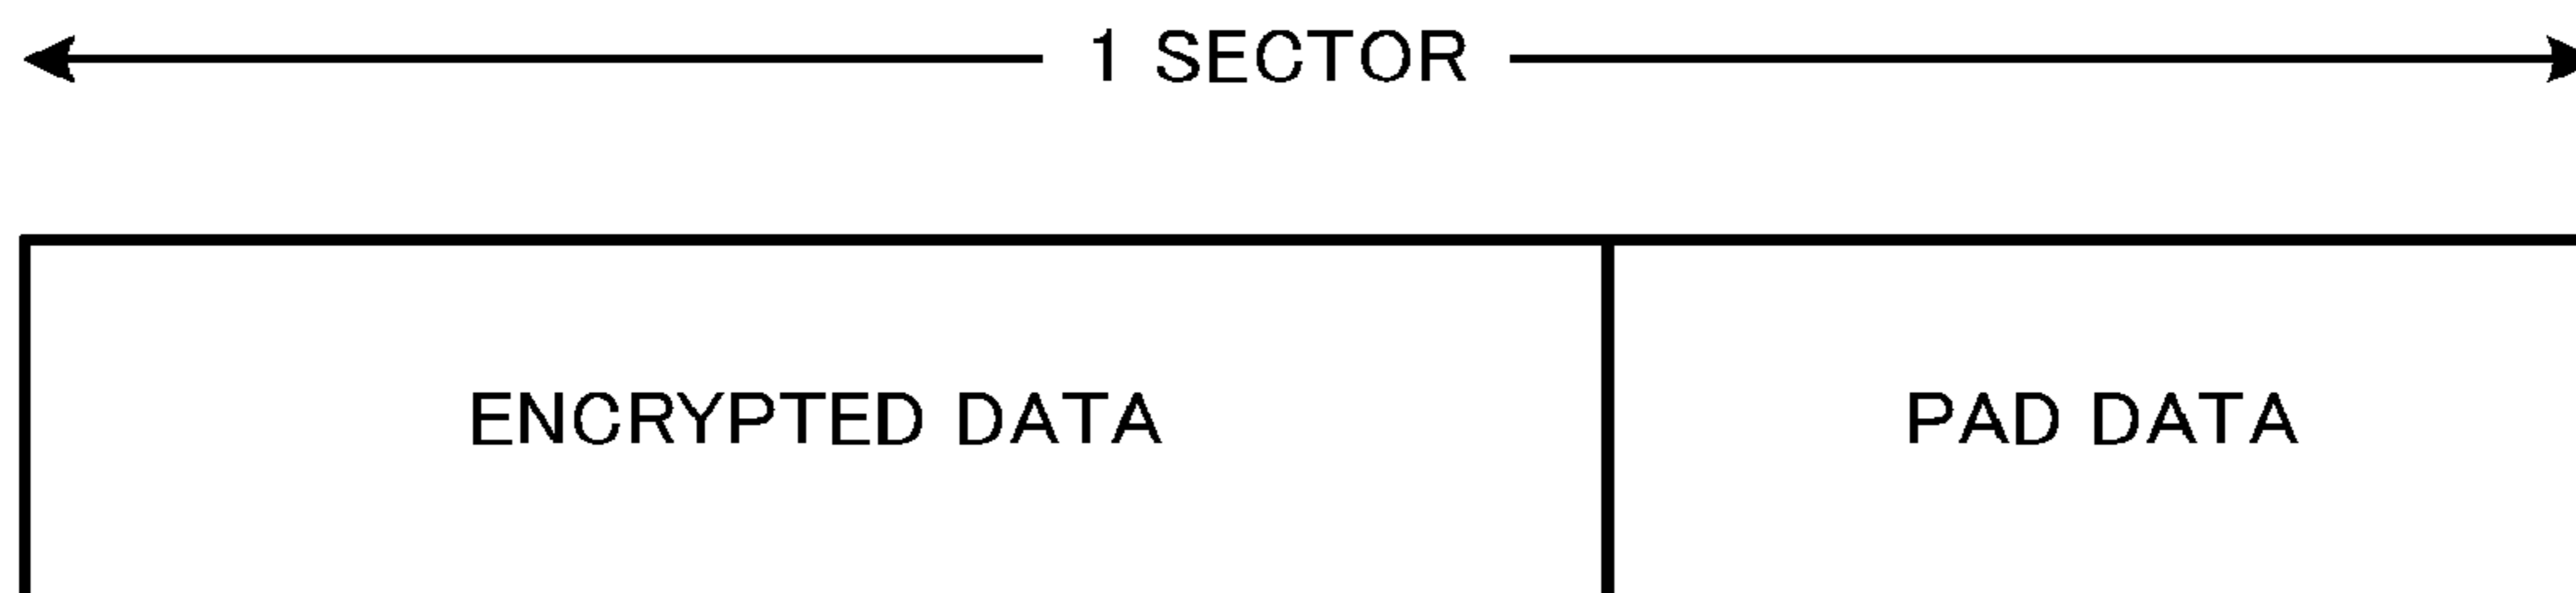 1 SECTOR
ENCRYPTED DATA
PAD DATA